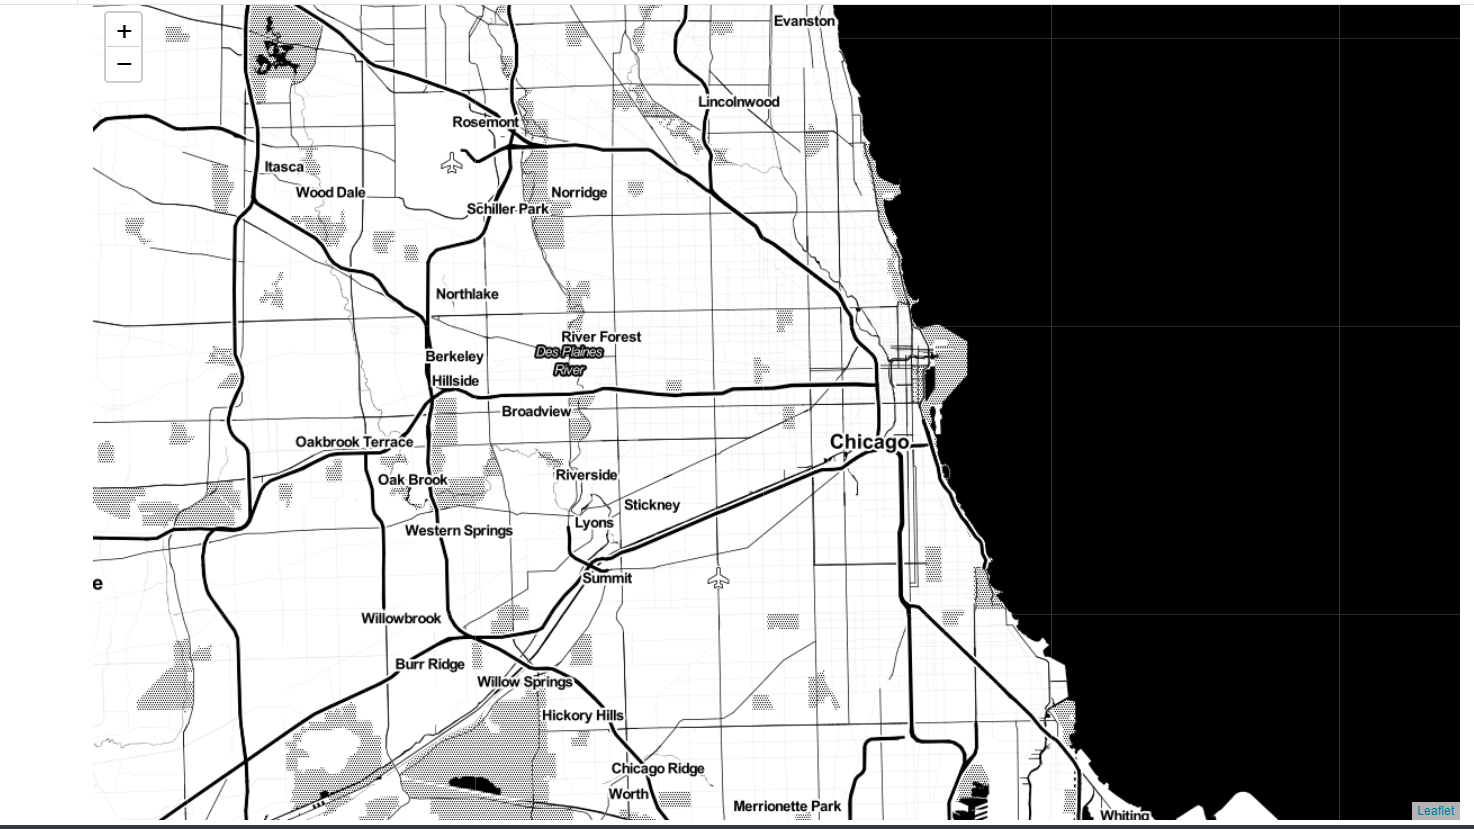 +
−
Evanston
Lincolnwood
Rosemont
Itasca
Wood Dale
Norridge
Schiller Park
Northlake
River Forest
Des Plaines
River
Berkeley
Hillside
Broadview
Oakbrook Terrace
Chicago
Oak Brook
Riverside
Stickney
Lyons
Western Springs
Summit
e
Willowbrook
Burr Ridge
Willow Springs
Hickory Hills
Chicago Ridge
Worth
Merrionette Park
Leaflet
Whiting